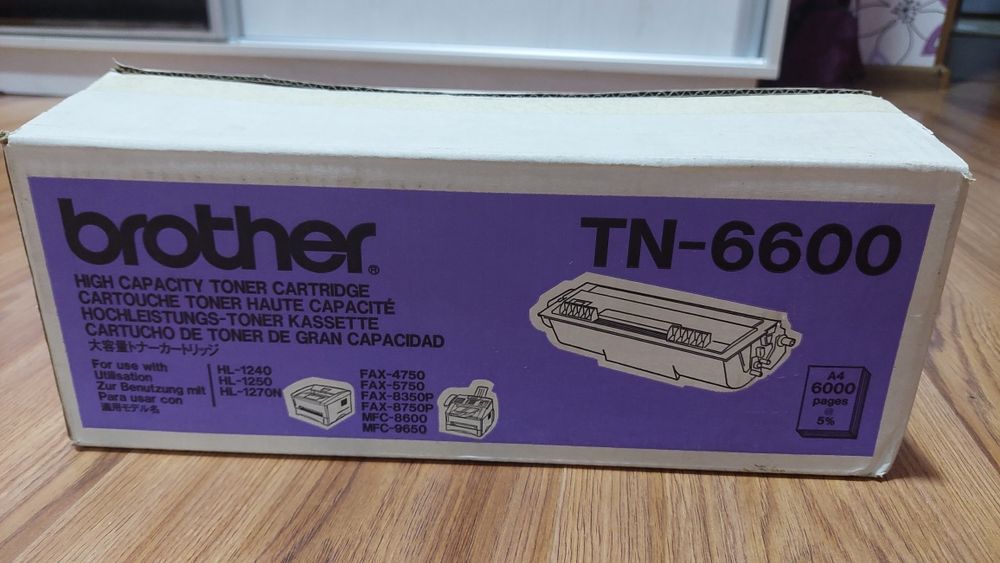 brother®
HIGH CAPACITY TONER CARTRIDGE
CARTOUCHE TONER HAUTE CAPACITÉ
HOCHLEISTUNGS-TONER KASSETTE
CARTUCHO DE TONER DE GRAN CAPACIDAD
大容量トナーカートリッジ
For use with
Utilisation
Zur Benutzung mit
Para usar con
適用モデル名
HL-1240
HL-1250
HL-1270N
FAX-4750
FAX-5750
FAX-8350P
FAX-8750P
MFC-8600
MFC-9650
TN-6600
A4
6000
pages
@
5%